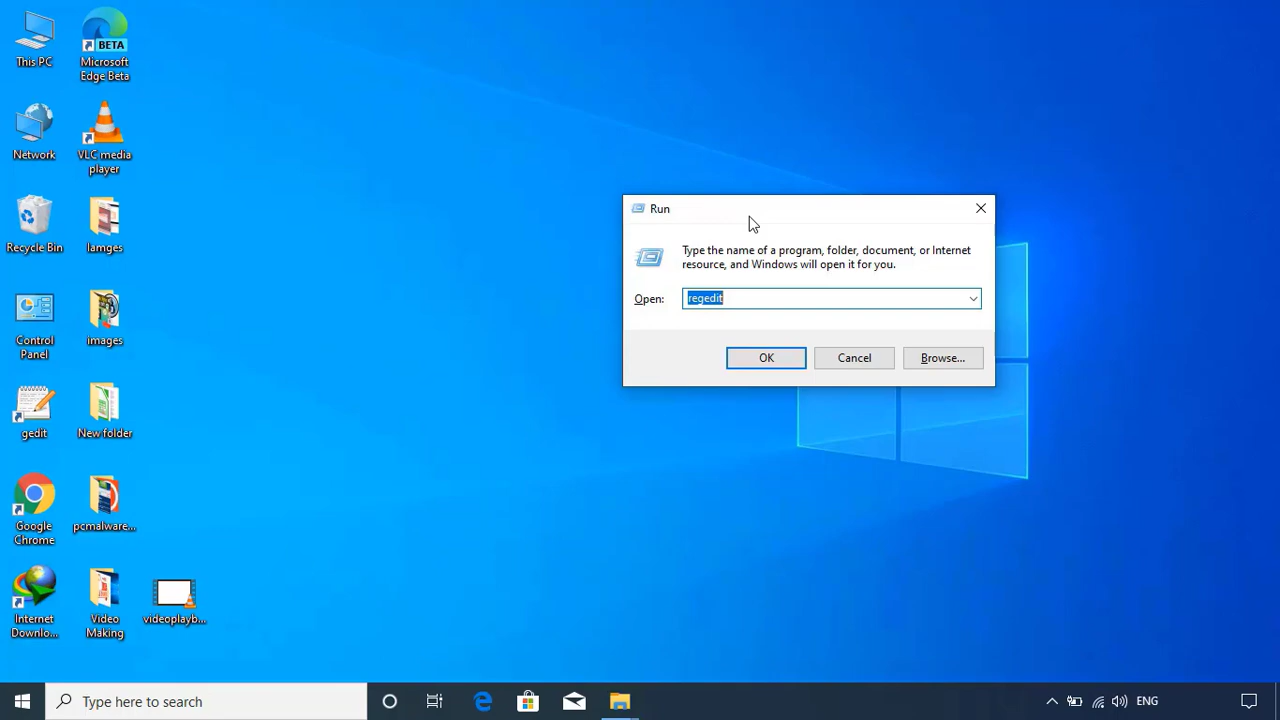 This PC
Microsoft
Edge Beta
BETA
Network
VLC media
player
Recycle Bin
Iamges
Control
Panel
images
gedit
New folder
Google
Chrome
pcmalware...
Internet
Downlo...
Video
Making
videoplayb...
Run
Type the name of a program, folder, document, or Internet
resource, and Windows will open it for you.
Open:
regedit
OK
Cancel
Browse...
Type here to search
ENG